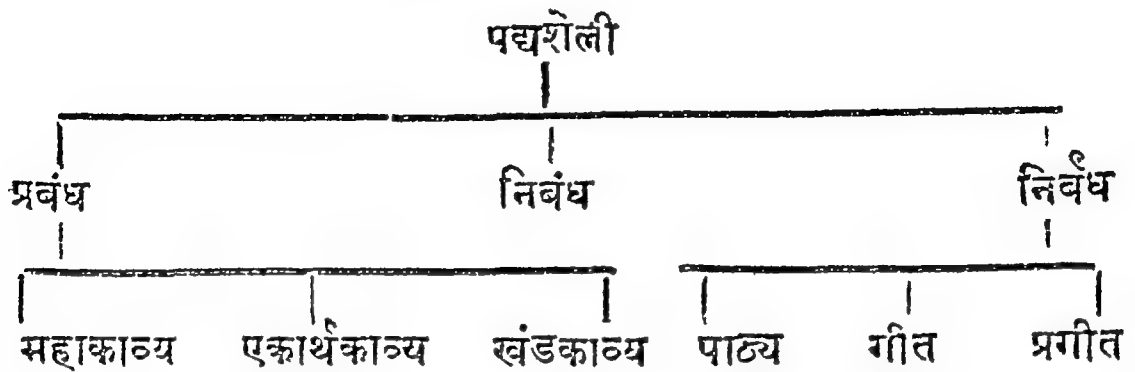 पद्यशैली
प्रबंध निबंध निर्बंध
महाकाव्य एकार्थकाव्य खंडकाव्य पाठ्य गीत प्रगीत